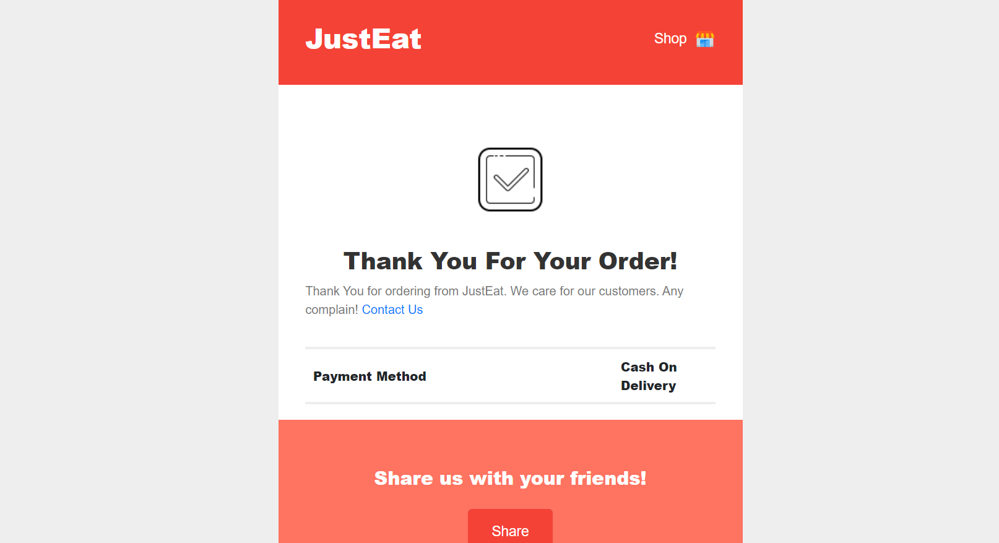 JustEat
Shop
Thank You For Your Order!
Thank You for ordering from JustEat. We care for our customers. Any
complain! Contact Us
Payment Method
Cash On
Delivery
Share us with your friends!
Share